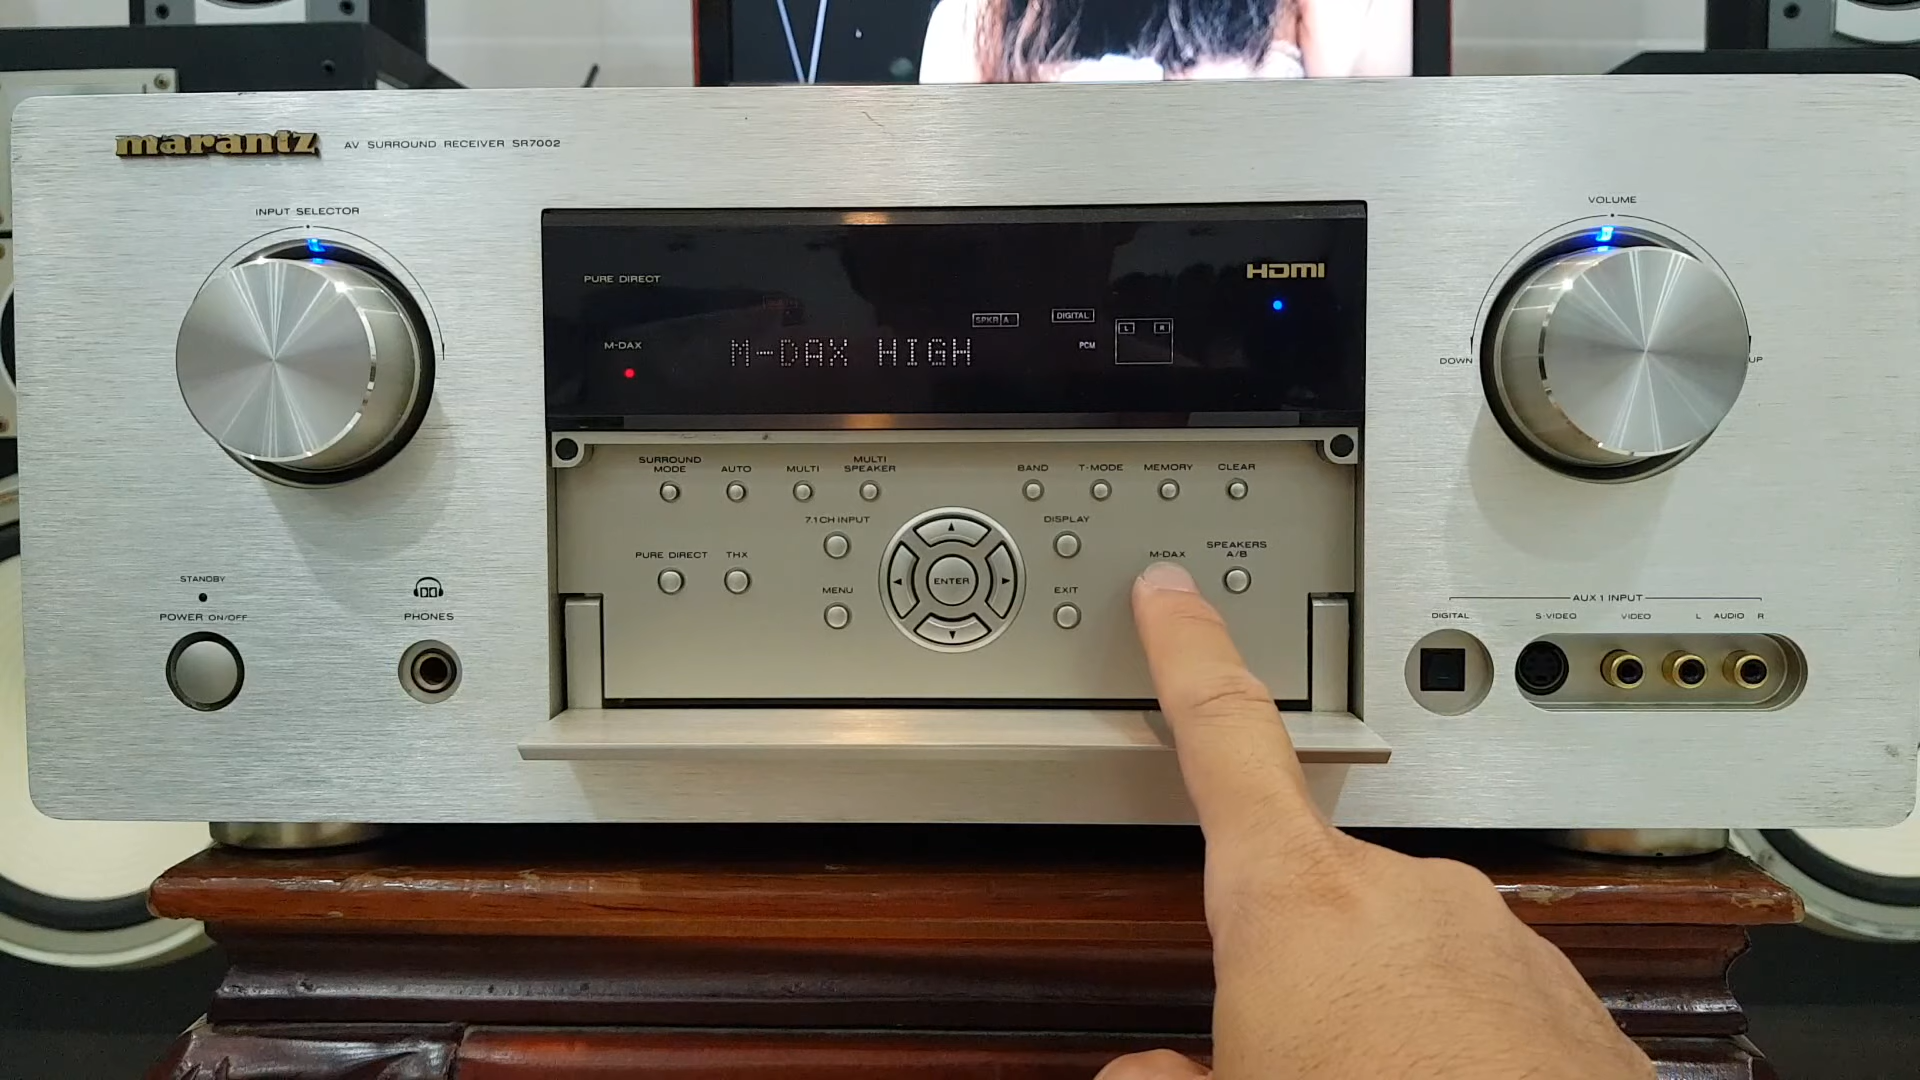 marantz AV SURROUND RECEIVER SR7002
INPUT SELECTOR
VOLUME
PURE DIRECT
HDMI
SPKR A
DIGITAL
L R
M-DAX
M-DAX HIGH
PCM
DOWN
UP
SURROUND MODE
AUTO
MULTI
MULTI SPEAKER
BAND
T-MODE
MEMORY
CLEAR
7.1CH INPUT
DISPLAY
PURE DIRECT
THX
ENTER
M-DAX
SPEAKERS A/B
MENU
EXIT
STANDBY
POWER ON/OFF
PHONES
AUX 1 INPUT
DIGITAL
S-VIDEO
VIDEO
L AUDIO R